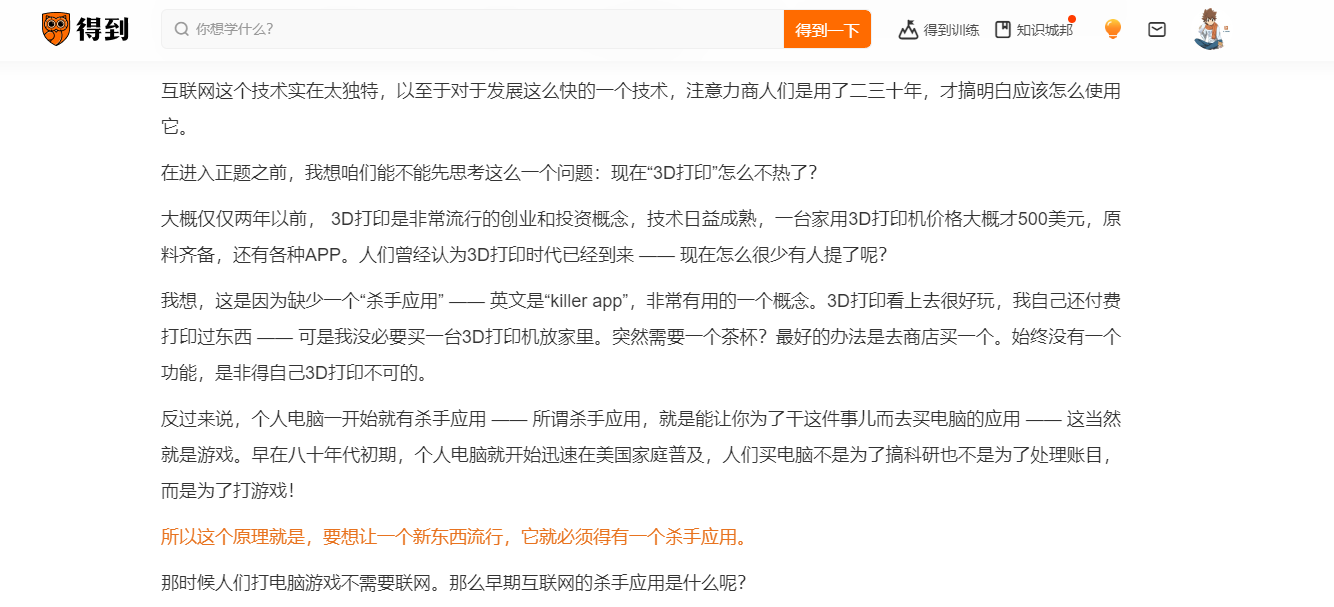 得到
你想学什么?
得到一下
得到训练
知识城邦
互联网这个技术实在太独特，以至于对于发展这么快的一个技术，注意力商人们是用了二三十年，才搞明白应该怎么使用
它。
在进入正题之前，我想咱们能不能先思考这么一个问题：现在“3D打印”怎么不热了？
大概仅仅两年以前， 3D打印是非常流行的创业和投资概念，技术日益成熟，一台家用3D打印机价格大概才500美元，原
料齐备，还有各种APP。人们曾经认为3D打印时代已经到来 —— 现在怎么很少有人提了呢？
我想，这是因为缺少一个“杀手应用” —— 英文是“killer app”，非常有用的一个概念。3D打印看上去很好玩，我自己还付费
打印过东西 —— 可是我没必要买一台3D打印机放家里。突然需要一个茶杯？最好的办法是去商店买一个。始终没有一个
功能，是非得自己3D打印不可的。
反过来说，个人电脑一开始就有杀手应用 —— 所谓杀手应用，就是能让你为了干这件事儿而去买电脑的应用 —— 这当然
就是游戏。早在八十年代初期，个人电脑就开始迅速在美国家庭普及，人们买电脑不是为了搞科研也不是为了处理账目，
而是为了打游戏！
所以这个原理就是，要想让一个新东西流行，它就必须得有一个杀手应用。
那时候人们打电脑游戏不需要联网。那么早期互联网的杀手应用是什么呢？